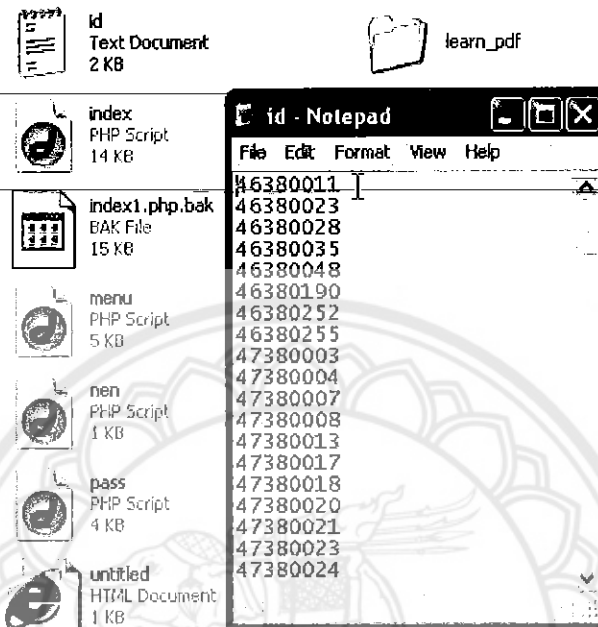 id
Text Document
2 KB
learn_pdf
index
PHP Script
14 KB
index1.php.bak
BAK File
15 KB
menu
PHP Script
5 KB
nen
PHP Script
1 KB
pass
PHP Script
4 KB
untitled
HTML Document
1 KB
id - Notepad
File Edit Format View Help
46380011
46380023
46380028
46380035
46380048
46380190
46380252
46380255
47380003
47380004
47380007
47380008
47380013
47380017
47380018
47380020
47380021
47380023
47380024